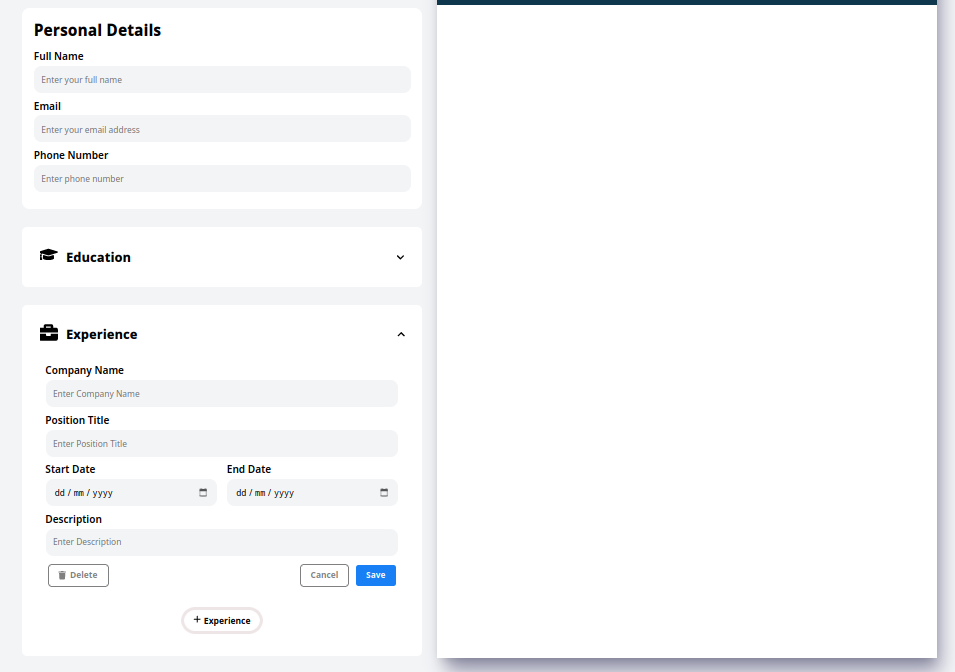 Personal Details
Full Name
Enter your full name
Email
Enter your email address
Phone Number
Enter phone number
Education
Experience
Company Name
Enter Company Name
Position Title
Enter Position Title
Start Date End Date
dd / mm / yyyy dd / mm / yyyy
Description
Enter Description
Delete Cancel Save
+ Experience